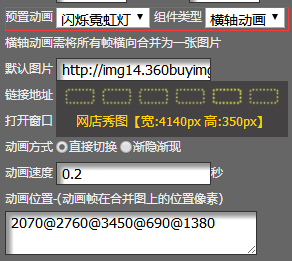 预置动画 闪烁霓虹灯 组件类型 横轴动画
横轴动画需将所有帧横向合并为一张图片
默认图片 http://img14.360buyimg
链接地址
打开窗口 网店秀图【宽:4140px 高:350px】
动画方式 直接切换 渐隐渐现
动画速度 0.2 秒
动画位置-(动画帧在合并图上的位置像素)
2070@2760@3450@690@1380